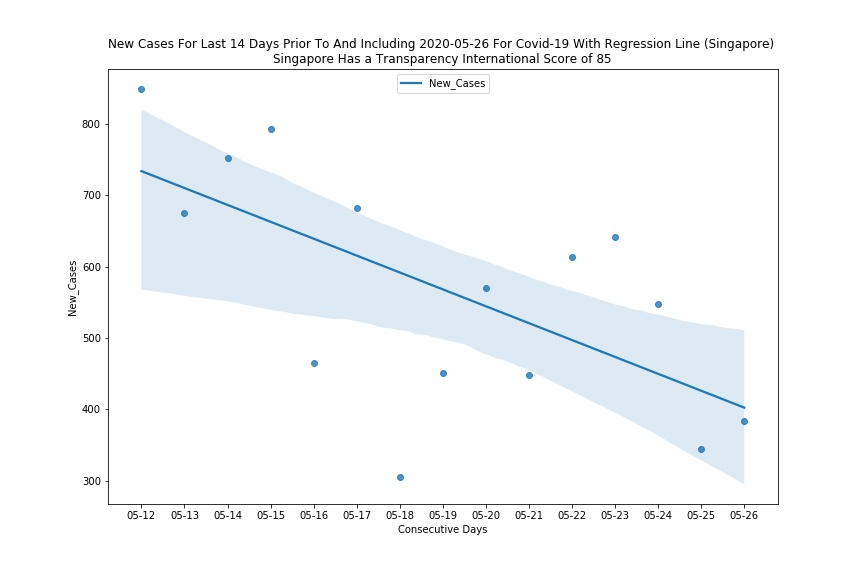 New Cases For Last 14 Days Prior To And Including 2020-05-26 For Covid-19 With Regression Line (Singapore)
Singapore Has a Transparency International Score of 85
New_Cases
800
700
600
500
400
300
New_Cases
05-12 05-13 05-14 05-15 05-16 05-17 05-18 05-19 05-20 05-21 05-22 05-23 05-24 05-25 05-26
Consecutive Days